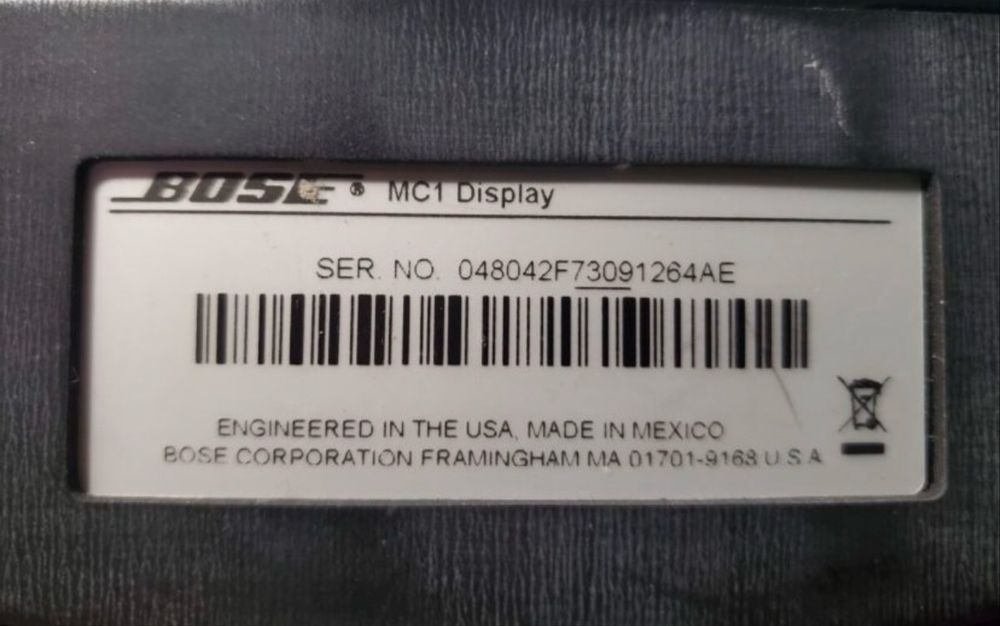 BOSE® MC1 Display
SER. NO. 048042F73091264AE
ENGINEERED IN THE USA, MADE IN MEXICO
BOSE CORPORATION FRAMINGHAM MA 01701-9168 U.S.A